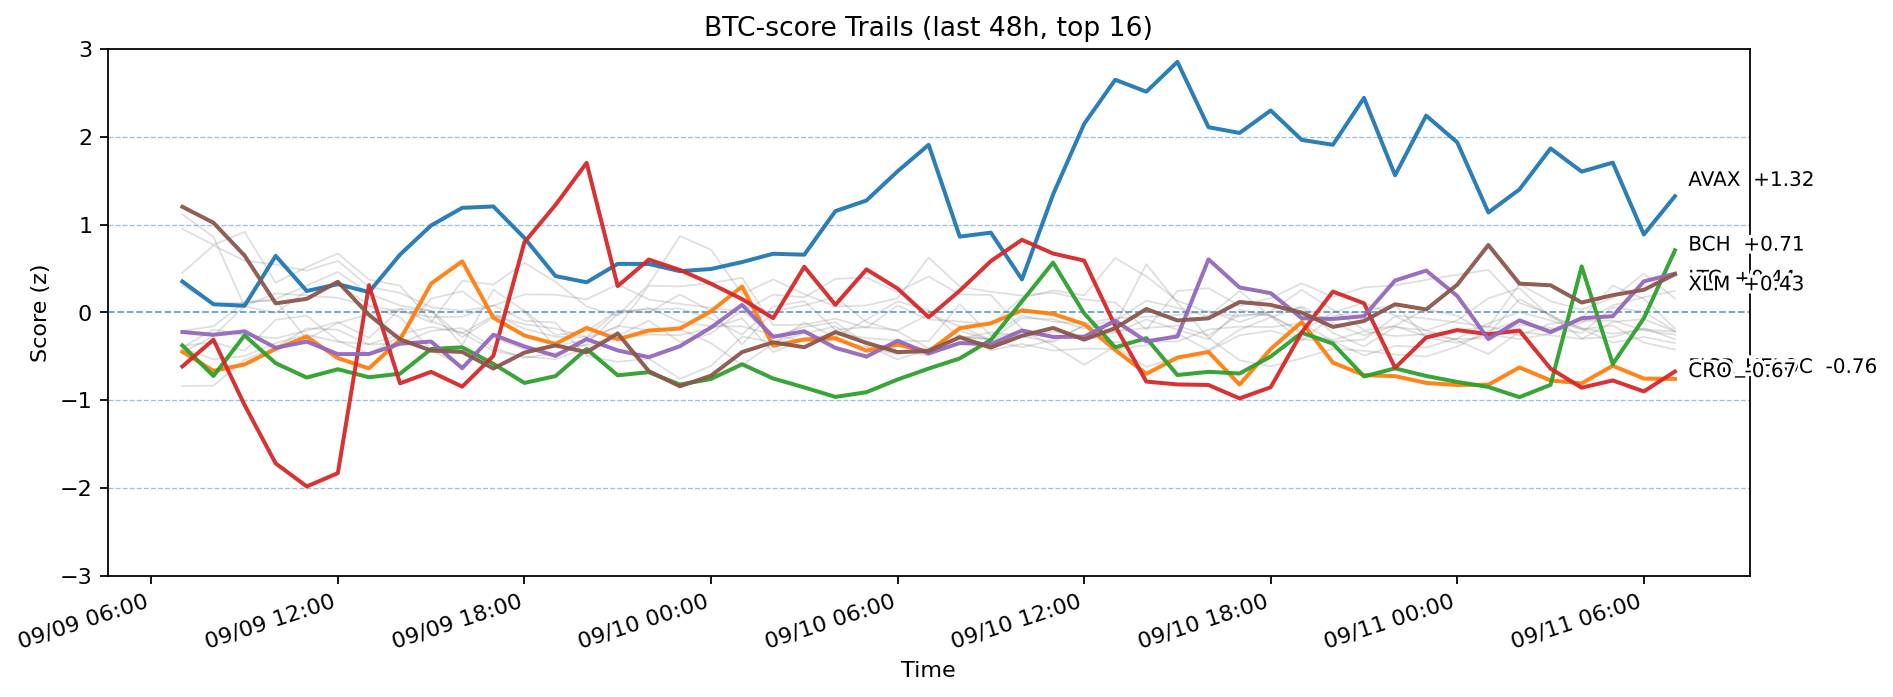 BTC-score Trails (last 48h, top 16)
3
2
1
0
−1
−2
−3
Score (z)
AVAX +1.32
BCH +0.71
XLM +0.43
CRO -0.67
-0.76
09/09 06:00
09/09 12:00
09/09 18:00
09/10 00:00
09/10 06:00
09/10 12:00
09/10 18:00
09/11 00:00
09/11 06:00
Time